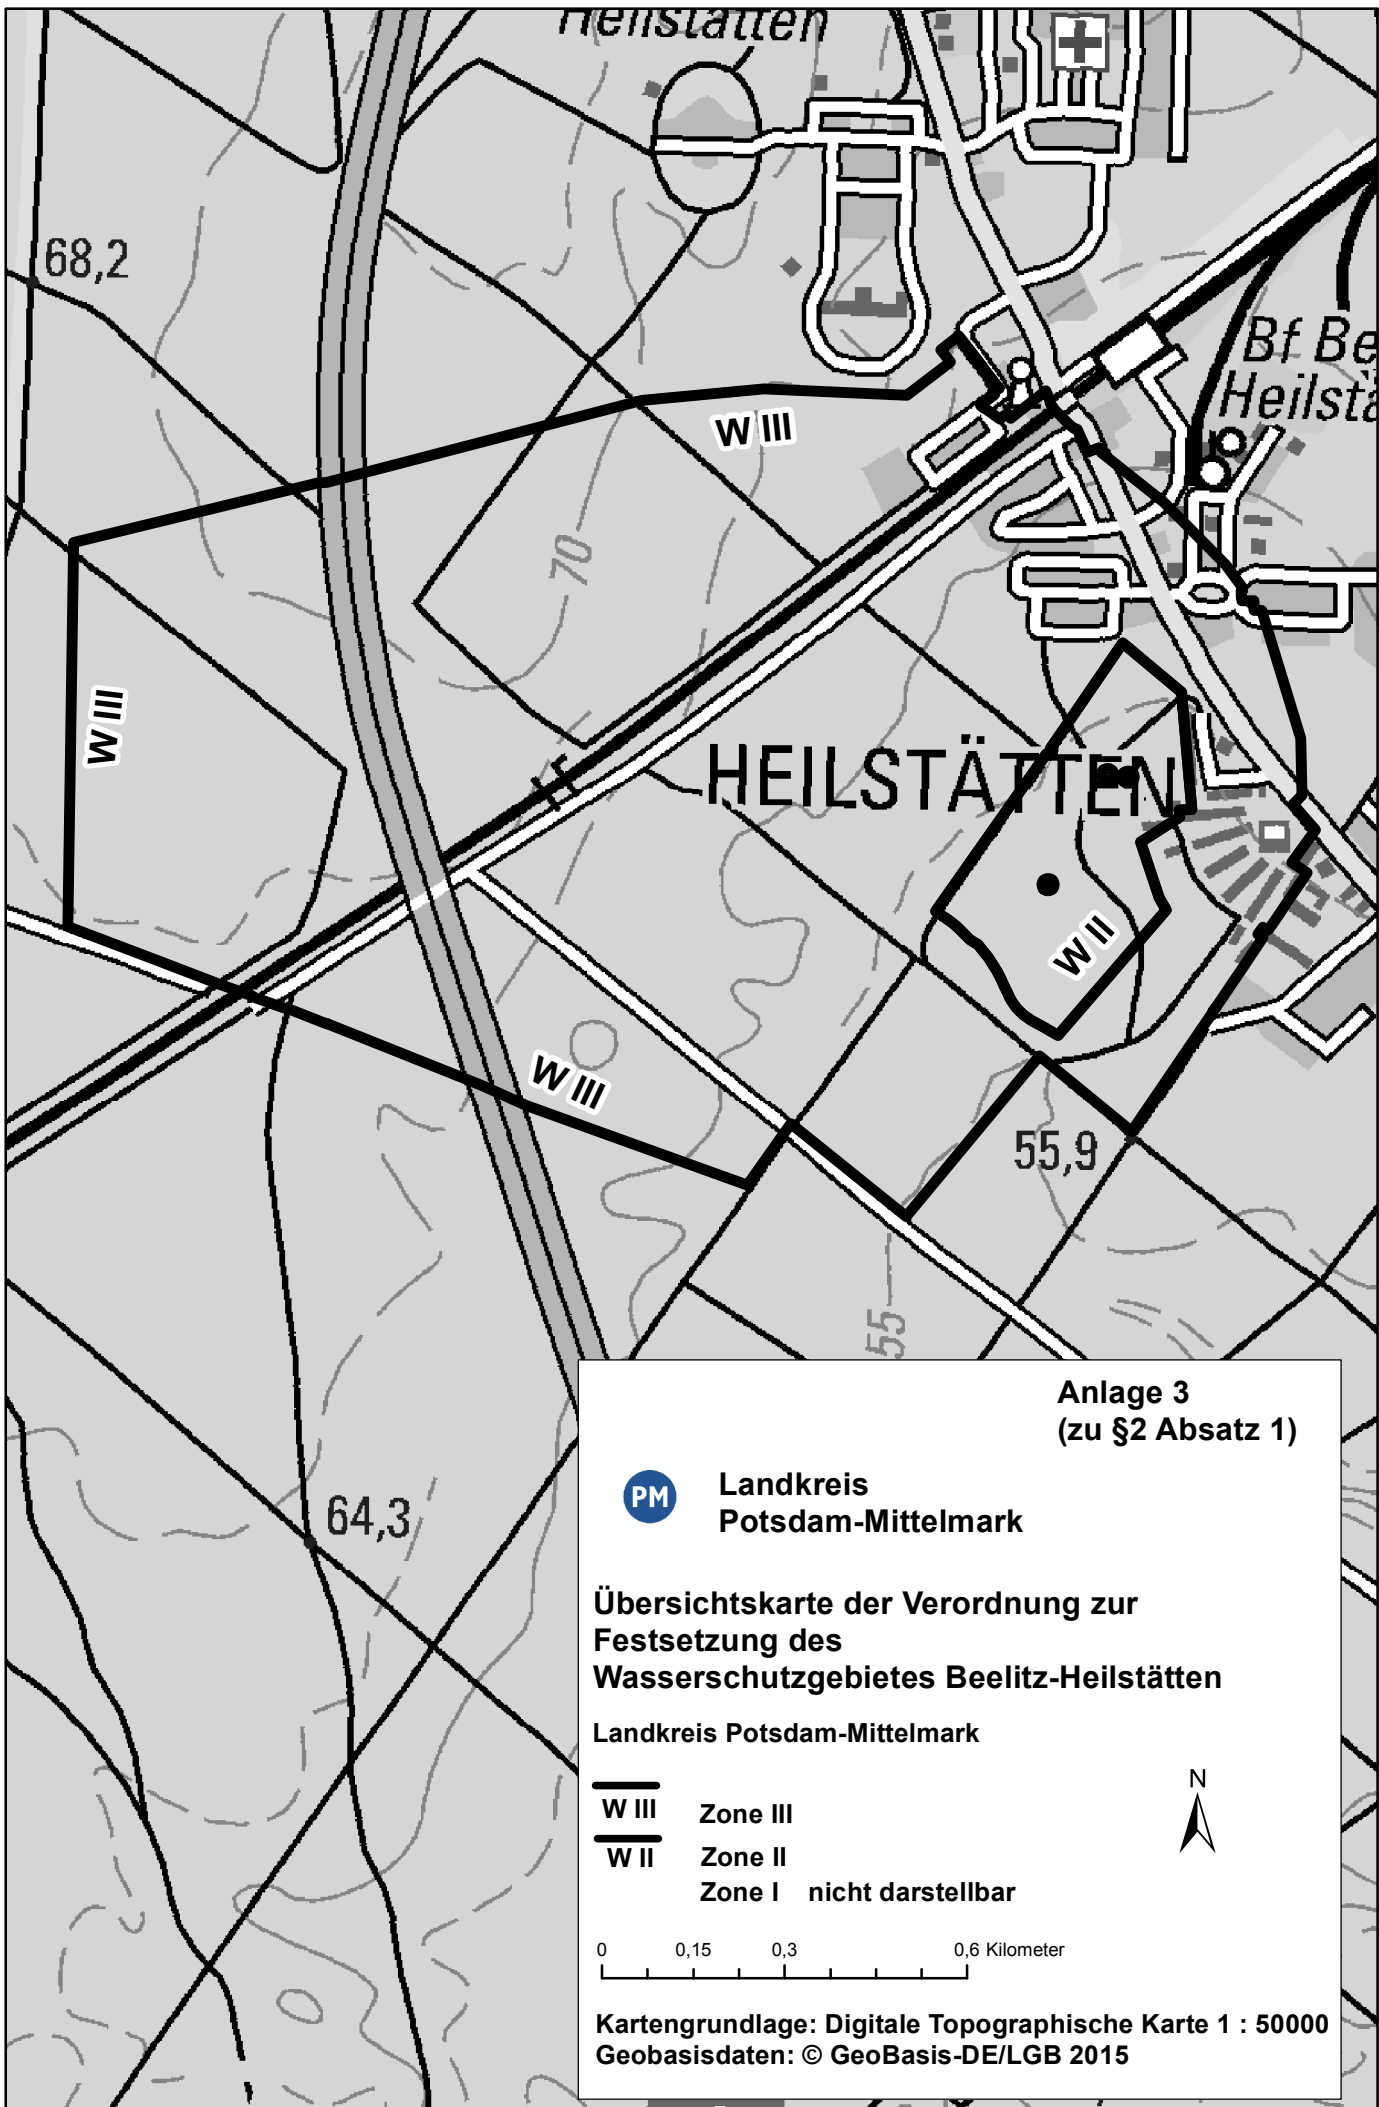 Heilstätten
68,2
Bf Be
Heilstä
W III
70
W III
HEILSTÄTTEN
W II
W III
55,9
55
64,3
Anlage 3
(zu §2 Absatz 1)
PM
Landkreis
Potsdam-Mittelmark
Übersichtskarte der Verordnung zur
Festsetzung des
Wasserschutzgebietes Beelitz-Heilstätten
Landkreis Potsdam-Mittelmark
N
W III Zone III
W II Zone II
Zone I nicht darstellbar
0 0,15 0,3 0,6 Kilometer
Kartengrundlage: Digitale Topographische Karte 1 : 50000
Geobasisdaten: © GeoBasis-DE/LGB 2015